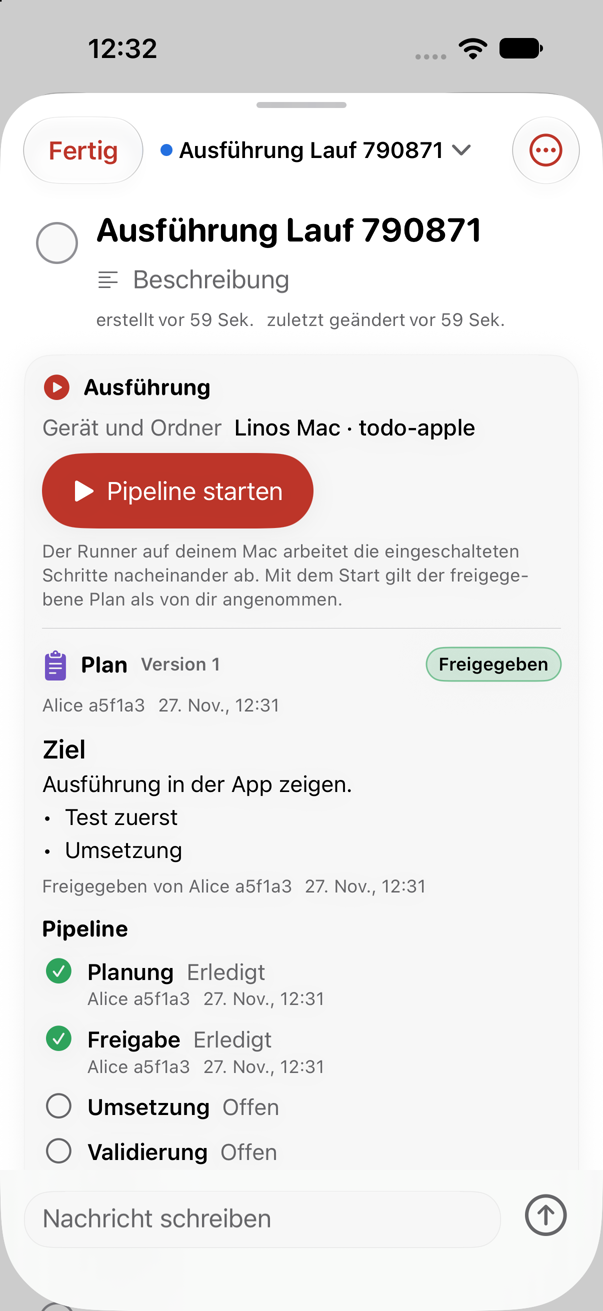 12:32
Fertig
Ausführung Lauf 790871
Ausführung Lauf 790871
Beschreibung
erstellt vor 59 Sek. zuletzt geändert vor 59 Sek.
Ausführung
Gerät und Ordner Linos Mac · todo-apple
Pipeline starten
Der Runner auf deinem Mac arbeitet die eingeschalteten
Schritte nacheinander ab. Mit dem Start gilt der freigege-
bene Plan als von dir angenommen.
Plan Version 1 Freigegeben
Alice a5f1a3 27. Nov., 12:31
Ziel
Ausführung in der App zeigen.
• Test zuerst
• Umsetzung
Freigegeben von Alice a5f1a3 27. Nov., 12:31
Pipeline
Planung Erledigt
Alice a5f1a3 27. Nov., 12:31
Freigabe Erledigt
Alice a5f1a3 27. Nov., 12:31
Umsetzung Offen
Validierung Offen
Nachricht schreiben